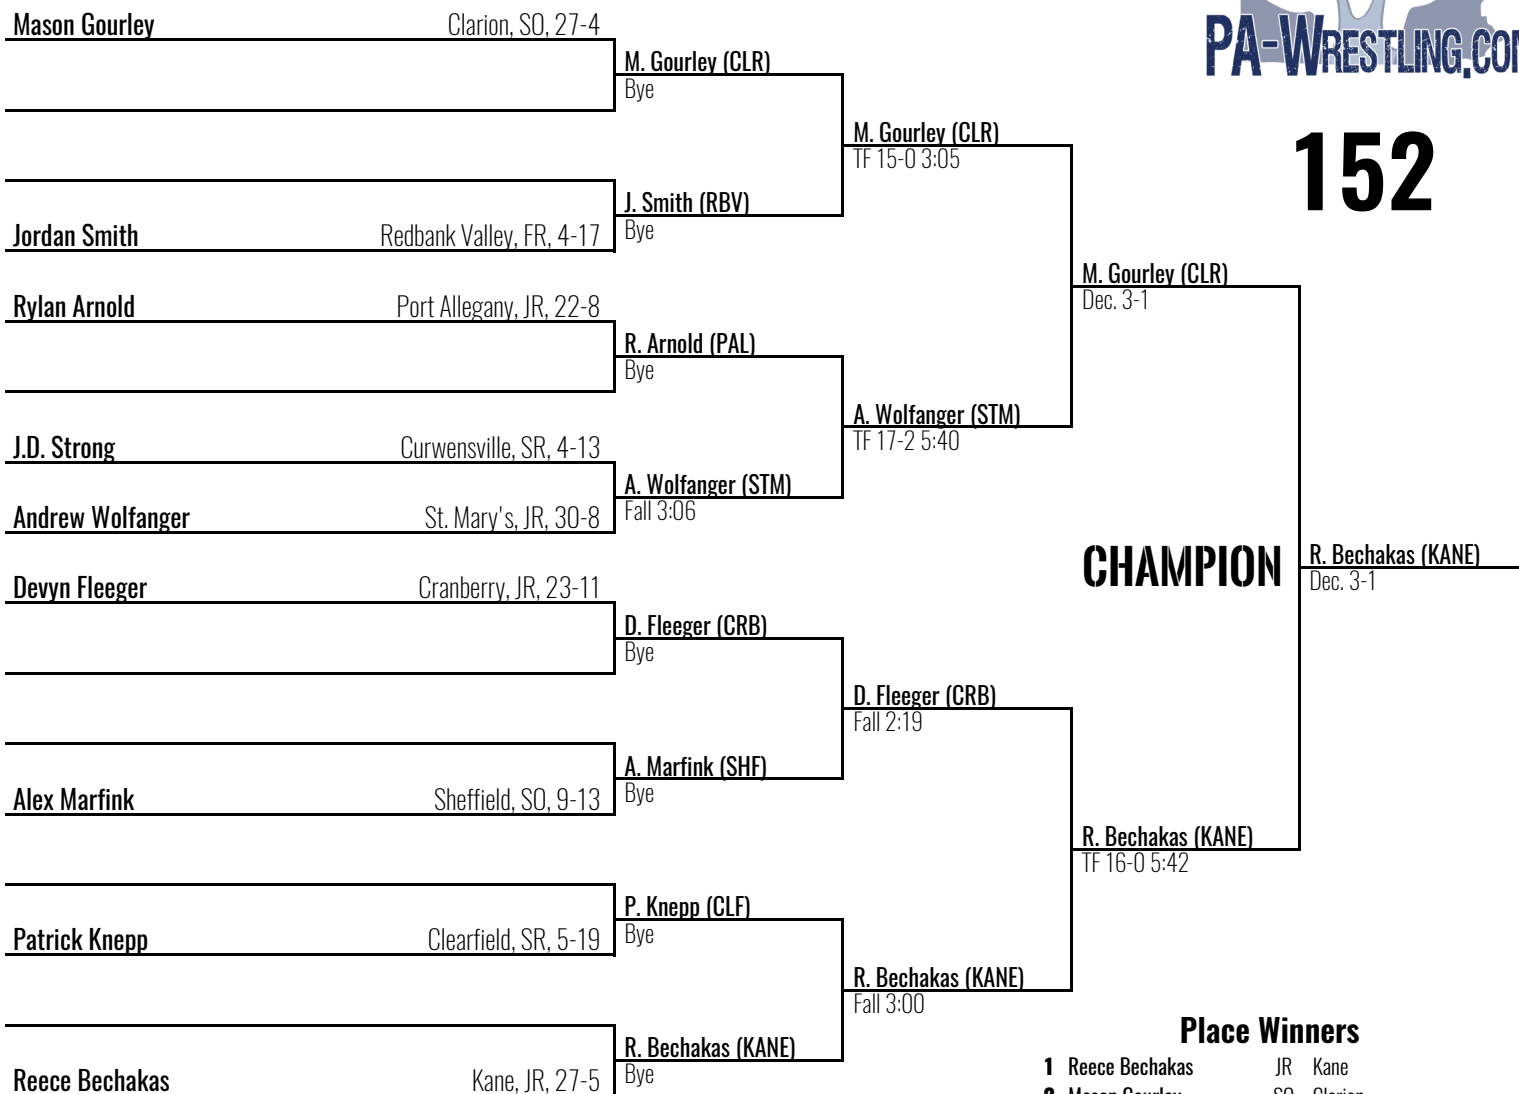 Mason Gourley Clarion, SO, 27-4
PA-WRESTLING.CO
M. Gourley (CLR)
Bye
M. Gourley (CLR)
TF 15-0 3:05
152
J. Smith (RBV)
Jordan Smith Redbank Valley, FR, 4-17
Bye
M. Gourley (CLR)
Dec. 3-1
Rylan Arnold Port Allegany, JR, 22-8
R. Arnold (PAL)
Bye
A. Wolfanger (STM)
TF 17-2 5:40
J.D. Strong Curwensville, SR, 4-13
A. Wolfanger (STM)
Fall 3:06
Andrew Wolfanger St. Mary's, JR, 30-8
CHAMPION
R. Bechakas (KANE)
Dec. 3-1
Devyn Fleeger Cranberry, JR, 23-11
D. Fleeger (CRB)
Bye
D. Fleeger (CRB)
Fall 2:19
A. Marfink (SHF)
Bye
Alex Marfink Sheffield, SO, 9-13
R. Bechakas (KANE)
TF 16-0 5:42
P. Knepp (CLF)
Bye
Patrick Knepp Clearfield, SR, 5-19
R. Bechakas (KANE)
Fall 3:00
R. Bechakas (KANE)
Bye
Reece Bechakas Kane, JR, 27-5
Place Winners
1 Reece Bechakas JR Kane
2 Mason Gourley SO Clarion